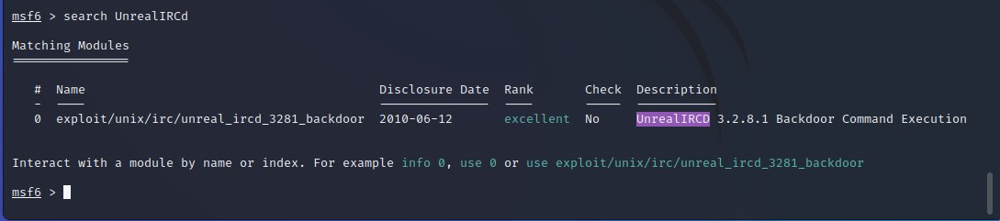 msf6 > search UnrealIRCd
Matching Modules
================
# Name Disclosure Date Rank Check Description
- ---- --------------- ---- ----- -----------
0 exploit/unix/irc/unreal_ircd_3281_backdoor 2010-06-12 excellent No UnrealIRCD 3.2.8.1 Backdoor Command Execution
Interact with a module by name or index. For example info 0, use 0 or use exploit/unix/irc/unreal_ircd_3281_backdoor
msf6 >